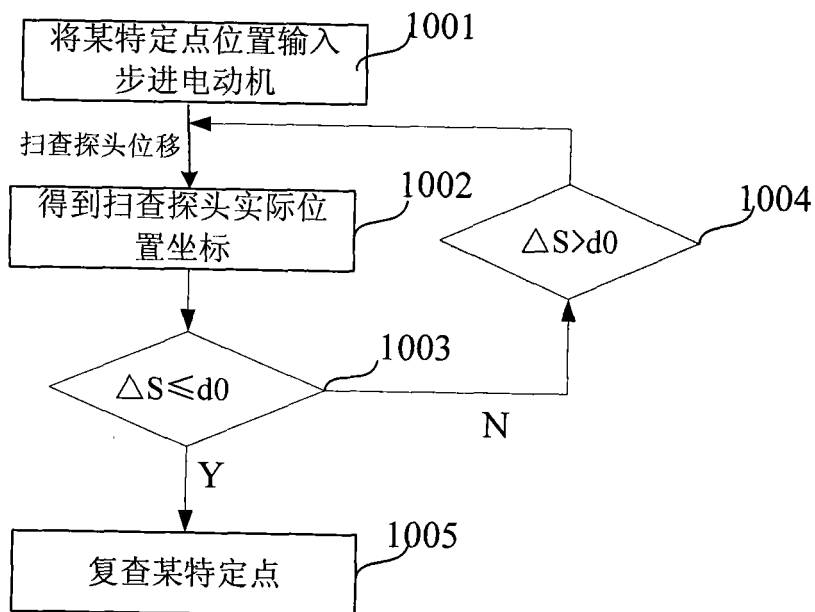 将某特定点位置输入
步进电动机
1001
扫查探头位移
得到扫查探头实际位
置坐标
1002
△S>d0
1004
△S≤d0
1003
N
Y
复查某特定点
1005